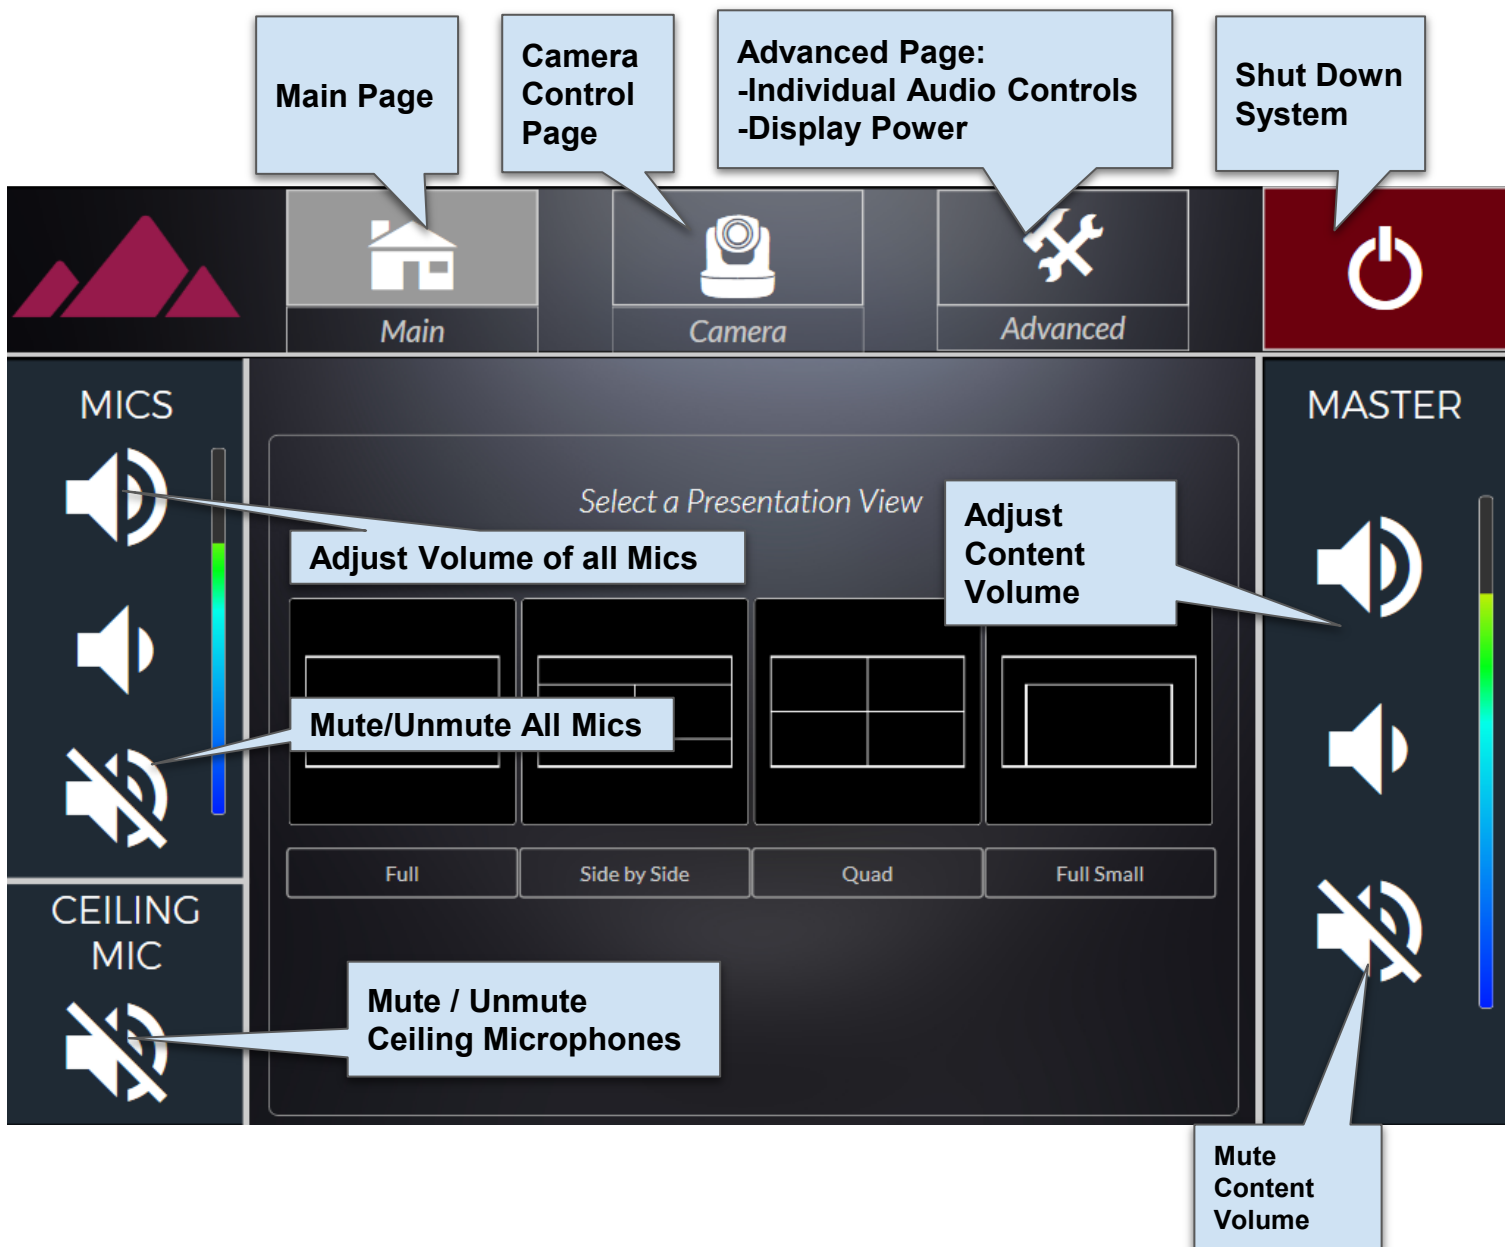 Main Page
Camera
Control
Page
Advanced Page:
-Individual Audio Controls
-Display Power
Shut Down
System
Main
Camera
Advanced
MICS
MASTER
Select a Presentation View
Adjust Volume of all Mics
Adjust
Content
Volume
Mute/Unmute All Mics
Full
Side by Side
Quad
Full Small
CEILING
MIC
Mute / Unmute
Ceiling Microphones
Mute
Content
Volume